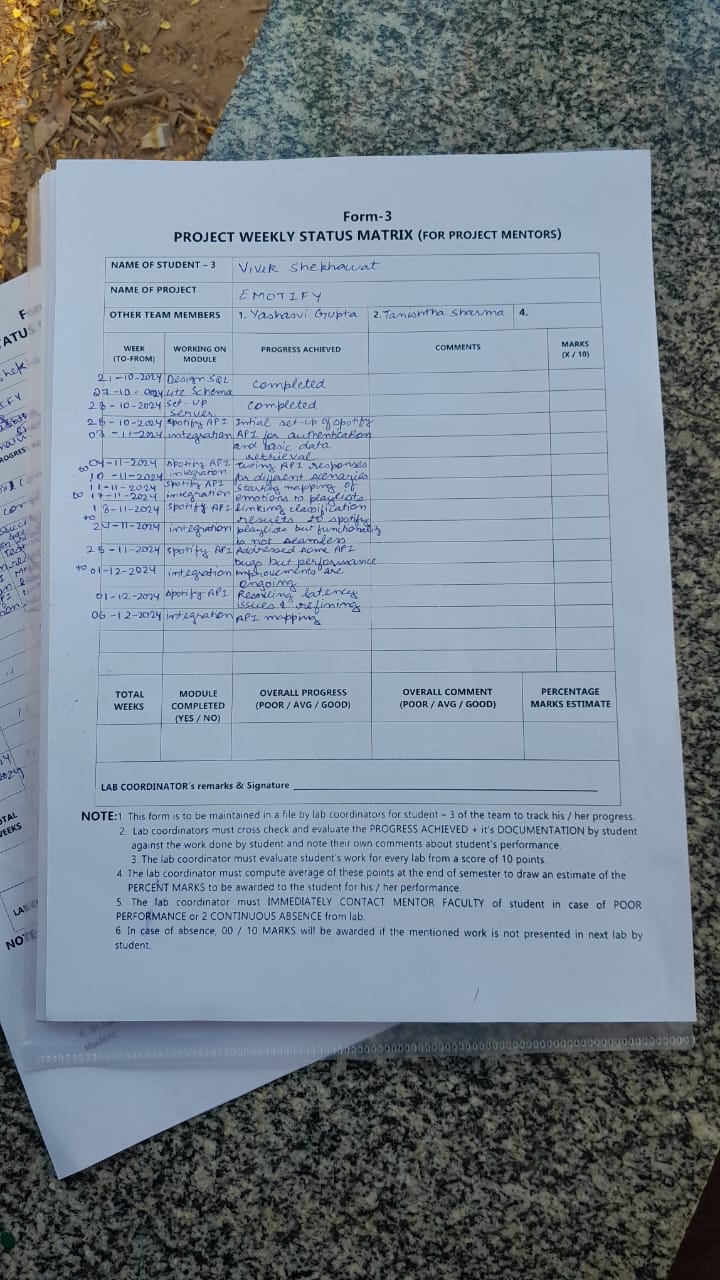 Form-3
PROJECT WEEKLY STATUS MATRIX (FOR PROJECT MENTORS)
NAME OF STUDENT – 3 Vivek Shekhawat
NAME OF PROJECT EMOTIFY
OTHER TEAM MEMBERS 1. Yashasvi Gupta 2. Tanishtha Sharma 4.
WEEK (TO-FROM) WORKING ON MODULE PROGRESS ACHIEVED COMMENTS MARKS (X / 10)
21-10-2024 Design SQL completed
27-10-2024 Lite Schema
28-10-2024 Set-up completed
server
28-10-2024 Spotify API Intial set-up of spotify
03-11-2024 integration API for authentication
and basic data
retrieval
to 04-11-2024 Spotify API Testing API responses
10-11-2024 integration for different scenarios
11-11-2024 Spotify API Starting mapping of
to 17-11-2024 integration emotions to playlists
18-11-2024 Spotify API Linking classification
to results to spotify
24-11-2024 integration playlists but functionality
is not seamless
25-11-2024 Spotify API Addressed some API
bugs but performance
to 01-12-2024 integration improvements are
ongoing
01-12-2024 Spotify API Resolving latency
issues & refining
06-12-2024 integration API mapping
TOTAL WEEKS MODULE COMPLETED (YES / NO) OVERALL PROGRESS (POOR / AVG / GOOD) OVERALL COMMENT (POOR / AVG / GOOD) PERCENTAGE MARKS ESTIMATE
LAB COORDINATOR's remarks & Signature
NOTE:1. This form is to be maintained in a file by lab coordinators for student – 3 of the team to track his / her progress.
2. Lab coordinators must cross check and evaluate the PROGRESS ACHIEVED + it's DOCUMENTATION by student
against the work done by student and note their own comments about student's performance.
3. The lab coordinator must evaluate student's work for every lab from a score of 10 points.
4. The lab coordinator must compute average of these points at the end of semester to draw an estimate of the
PERCENT MARKS to be awarded to the student for his / her performance.
5. The lab coordinator must IMMEDIATELY CONTACT MENTOR FACULTY of student in case of POOR
PERFORMANCE or 2 CONTINUOUS ABSENCE from lab.
6. In case of absence, 00 / 10 MARKS will be awarded if the mentioned work is not presented in next lab by
student.